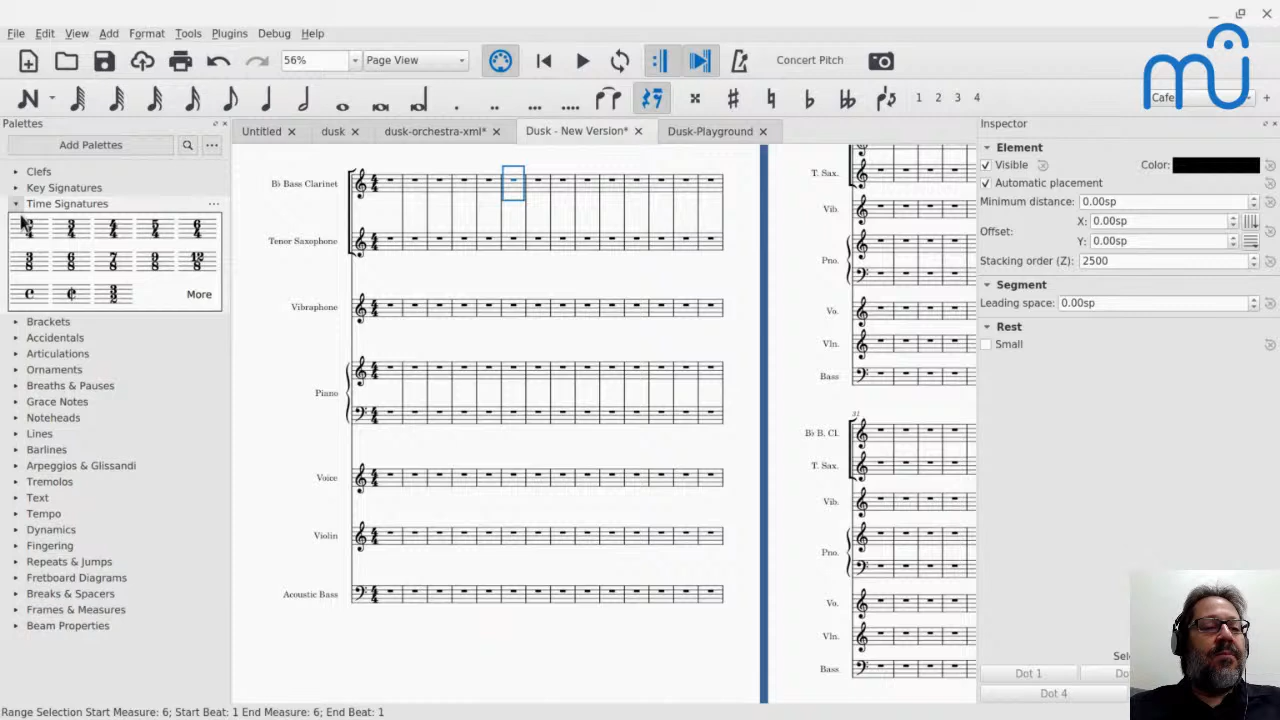 File Edit View Add Format Tools Plugins Debug Help
56% Page View Concert Pitch
1 2 3 4 Cafe
Palettes
Untitled dusk dusk-orchestra-xml* Dusk - New Version* Dusk-Playground
Inspector
Add Palettes
Clefs
Key Signatures
Time Signatures
More
Brackets
Accidentals
Articulations
Ornaments
Breaths & Pauses
Grace Notes
Noteheads
Lines
Barlines
Arpeggios & Glissandi
Tremolos
Text
Tempo
Dynamics
Fingering
Repeats & Jumps
Fretboard Diagrams
Breaks & Spacers
Frames & Measures
Beam Properties
B♭ Bass Clarinet
Tenor Saxophone
Vibraphone
Piano
Voice
Violin
Acoustic Bass
T. Sax.
Vib.
Pno.
Vo.
Vln.
Bass
31
B♭ B. Cl.
T. Sax.
Vib.
Pno.
Vo.
Vln.
Bass
Element
Visible Color:
Automatic placement
Minimum distance: 0.00sp
Offset: X: 0.00sp
Y: 0.00sp
Stacking order (Z): 2500
Segment
Leading space: 0.00sp
Rest
Small
Sele
Dot 1 Do
Dot 4
Range Selection Start Measure: 6; Start Beat: 1 End Measure: 6; End Beat: 1